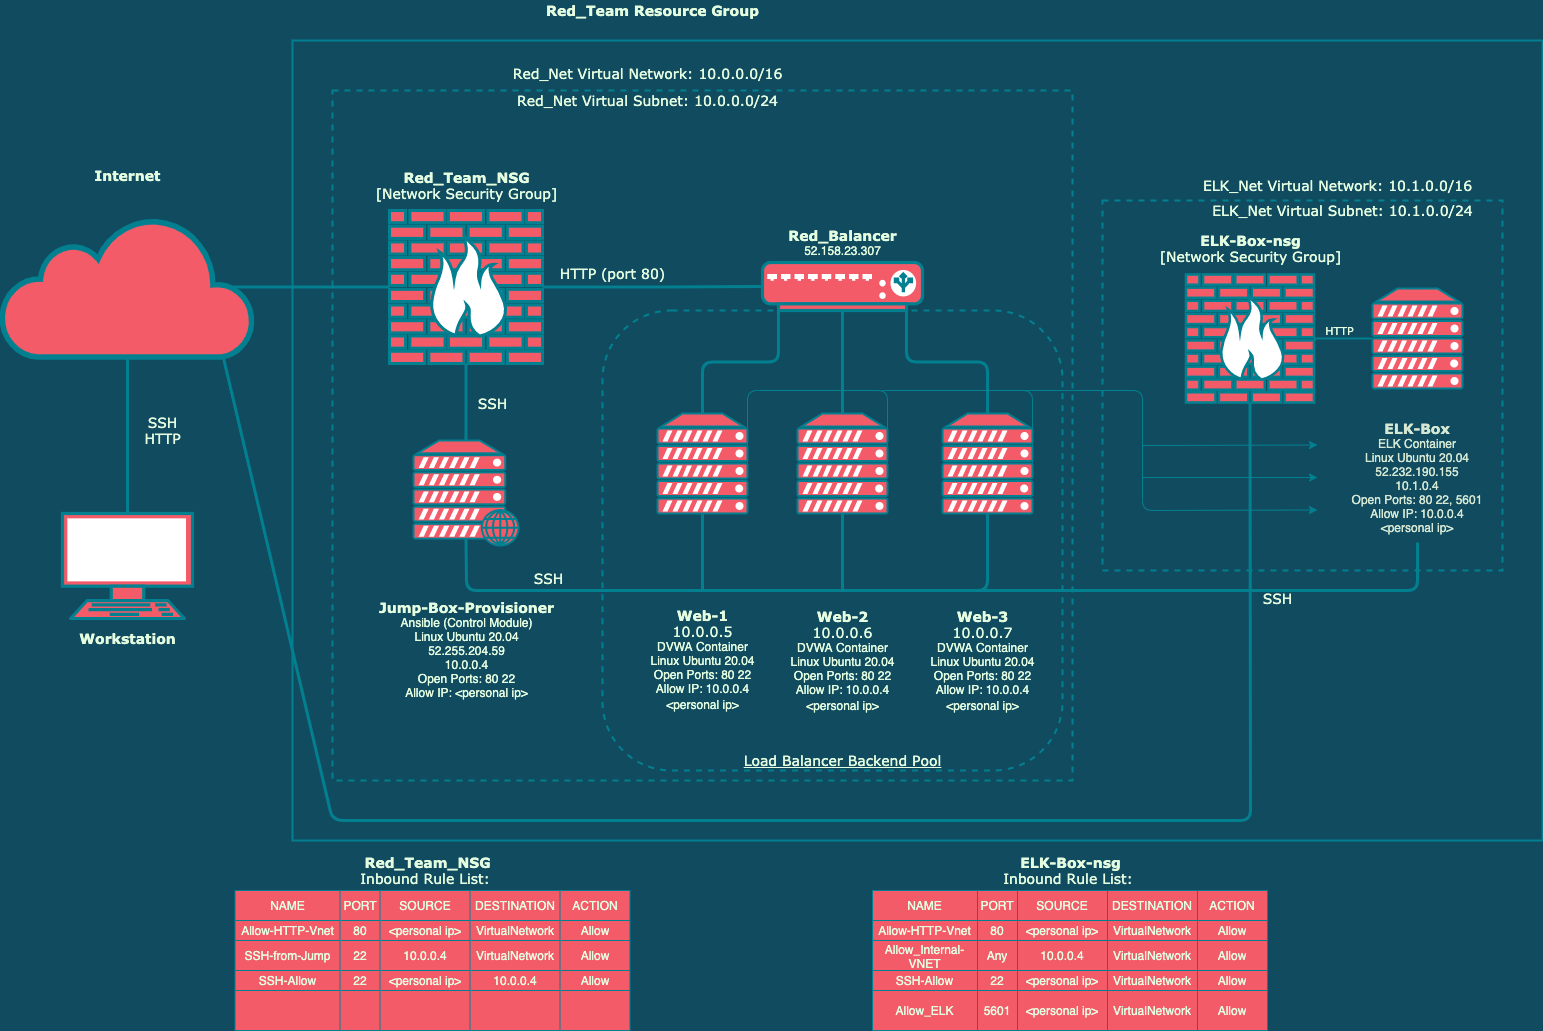 Red_Team Resource Group
Red_Net Virtual Network: 10.0.0.0/16
Red_Net Virtual Subnet: 10.0.0.0/24
Internet
Red_Team_NSG
[Network Security Group]
ELK_Net Virtual Network: 10.1.0.0/16
ELK_Net Virtual Subnet: 10.1.0.0/24
Red_Balancer
52.158.23.307
ELK-Box-nsg
[Network Security Group]
HTTP (port 80)
HTTP
SSH
SSH
HTTP
ELK-Box
ELK Container
Linux Ubuntu 20.04
52.232.190.155
10.1.0.4
Open Ports: 80 22, 5601
Allow IP: 10.0.0.4
<personal ip>
SSH
SSH
Workstation
Jump-Box-Provisioner
Ansible (Control Module)
Linux Ubuntu 20.04
52.255.204.59
10.0.0.4
Open Ports: 80 22
Allow IP: <personal ip>
Web-1
10.0.0.5
DVWA Container
Linux Ubuntu 20.04
Open Ports: 80 22
Allow IP: 10.0.0.4
<personal ip>
Web-2
10.0.0.6
DVWA Container
Linux Ubuntu 20.04
Open Ports: 80 22
Allow IP: 10.0.0.4
<personal ip>
Web-3
10.0.0.7
DVWA Container
Linux Ubuntu 20.04
Open Ports: 80 22
Allow IP: 10.0.0.4
<personal ip>
Load Balancer Backend Pool
Red_Team_NSG
Inbound Rule List:
NAME PORT SOURCE DESTINATION ACTION
Allow-HTTP-Vnet 80 <personal ip> VirtualNetwork Allow
SSH-from-Jump 22 10.0.0.4 VirtualNetwork Allow
SSH-Allow 22 <personal ip> 10.0.0.4 Allow
ELK-Box-nsg
Inbound Rule List:
NAME PORT SOURCE DESTINATION ACTION
Allow-HTTP-Vnet 80 <personal ip> VirtualNetwork Allow
Allow_Internal-
VNET Any 10.0.0.4 VirtualNetwork Allow
SSH-Allow 22 <personal ip> VirtualNetwork Allow
Allow_ELK 5601 <personal ip> VirtualNetwork Allow